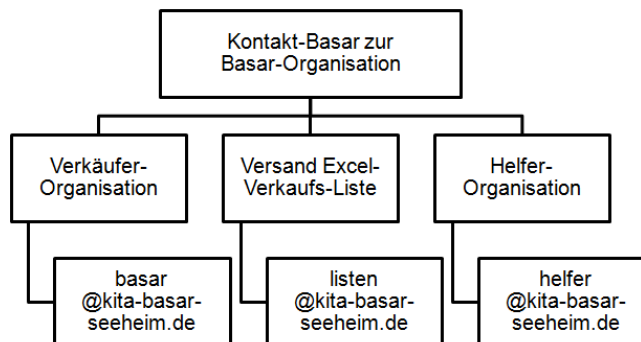 Kontakt-Basar zur
Basar-Organisation
Verkäufer-
Organisation
Versand Excel-
Verkaufs-Liste
Helfer-
Organisation
basar
@kita-basar-
seeheim.de
listen
@kita-basar-
seeheim.de
helfer
@kita-basar-
seeheim.de